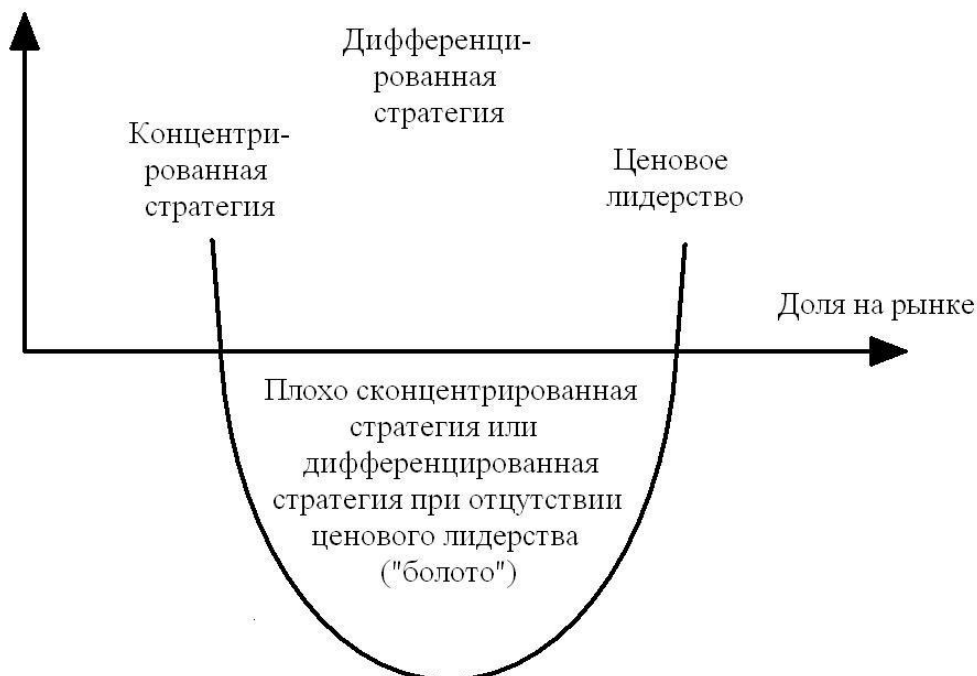 Дифференци-
рованная
стратегия
Концентри-
рованная
стратегия
Ценовое
лидерство
Доля на рынке
Плохо сконцентрированная
стратегия или
дифференцированная
стратегия при отцутствии
ценового лидерства
("болото")